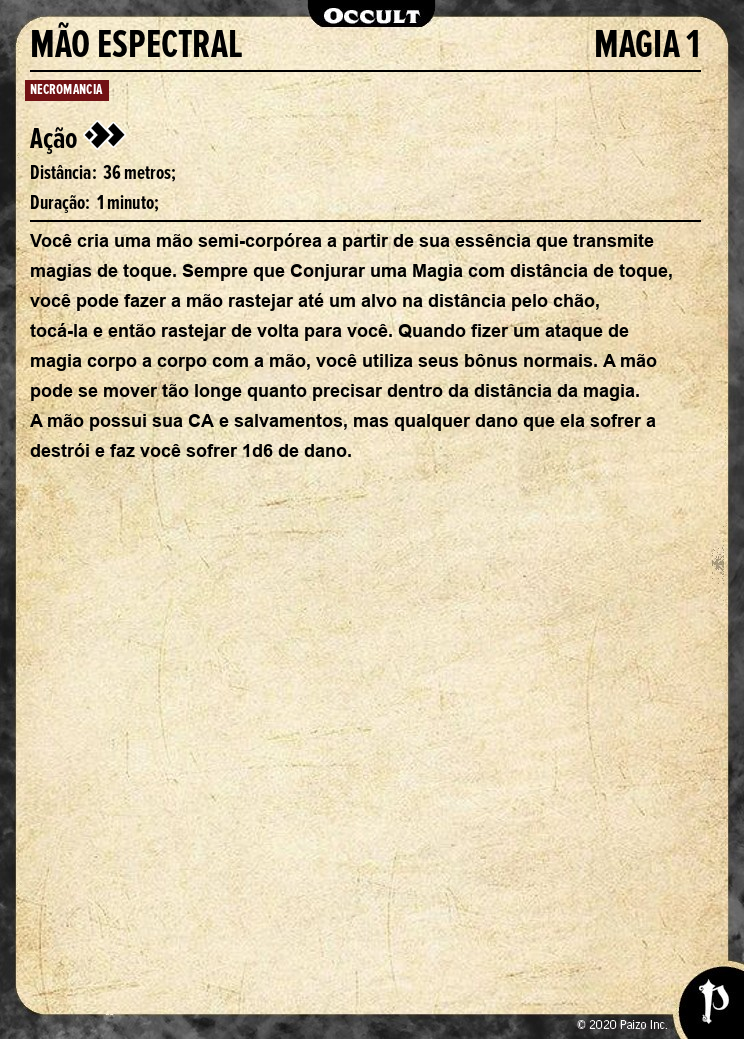 OCCULT
MÃO ESPECTRAL MAGIA 1
NECROMANCIA
Ação
Distância: 36 metros;
Duração: 1 minuto;
Você cria uma mão semi-corpórea a partir de sua essência que transmite
magias de toque. Sempre que Conjurar uma Magia com distância de toque,
você pode fazer a mão rastejar até um alvo na distância pelo chão,
tocá-la e então rastejar de volta para você. Quando fizer um ataque de
magia corpo a corpo com a mão, você utiliza seus bônus normais. A mão
pode se mover tão longe quanto precisar dentro da distância da magia.
A mão possui sua CA e salvamentos, mas qualquer dano que ela sofrer a
destrói e faz você sofrer 1d6 de dano.
© 2020 Paizo Inc.
P